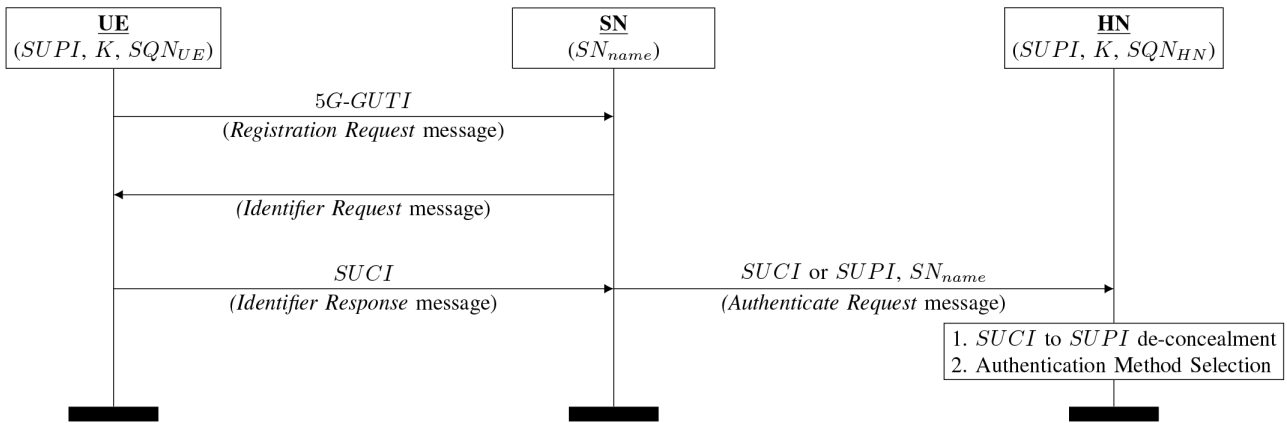 UE
(SUPI, K, SQN_UE)
SN
(SN_name)
HN
(SUPI, K, SQN_HN)
5G-GUTI
(Registration Request message)
(Identifier Request message)
SUCI
(Identifier Response message)
SUCI or SUPI, SN_name
(Authenticate Request message)
1. SUCI to SUPI de-concealment
2. Authentication Method Selection